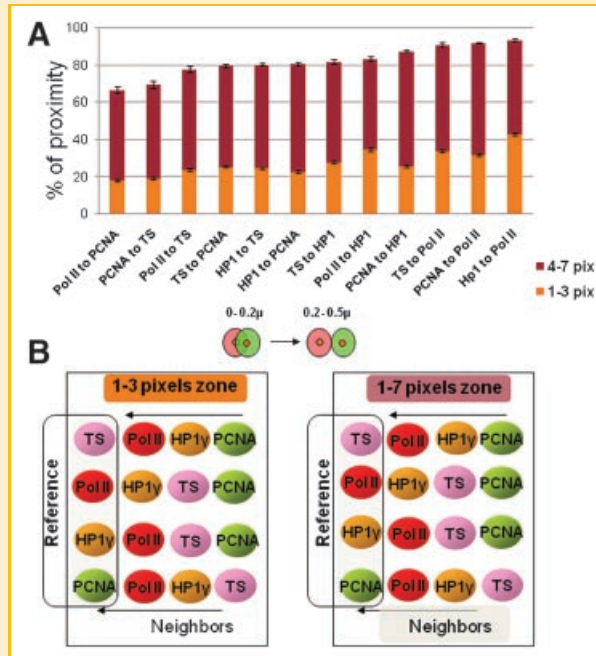 A
% of proximity
100
80
60
40
20
0
Pol II to PCNA
PCNA to TS
Pol II to TS
TS to PCNA
HP1 to TS
HP1 to PCNA
TS to HP1
Pol II to HP1
PCNA to HP1
TS to Pol II
PCNA to Pol II
Hp1 to Pol II
4-7 pix
1-3 pix
0-0.2µ
0.2-0.5µ
B
1-3 pixels zone
Reference
TS Pol II HP1γ PCNA
Pol II HP1γ TS PCNA
HP1γ Pol II TS PCNA
PCNA Pol II HP1γ TS
Neighbors
1-7 pixels zone
Reference
TS Pol II HP1γ PCNA
Pol II HP1γ TS PCNA
HP1γ Pol II TS PCNA
PCNA Pol II HP1γ TS
Neighbors